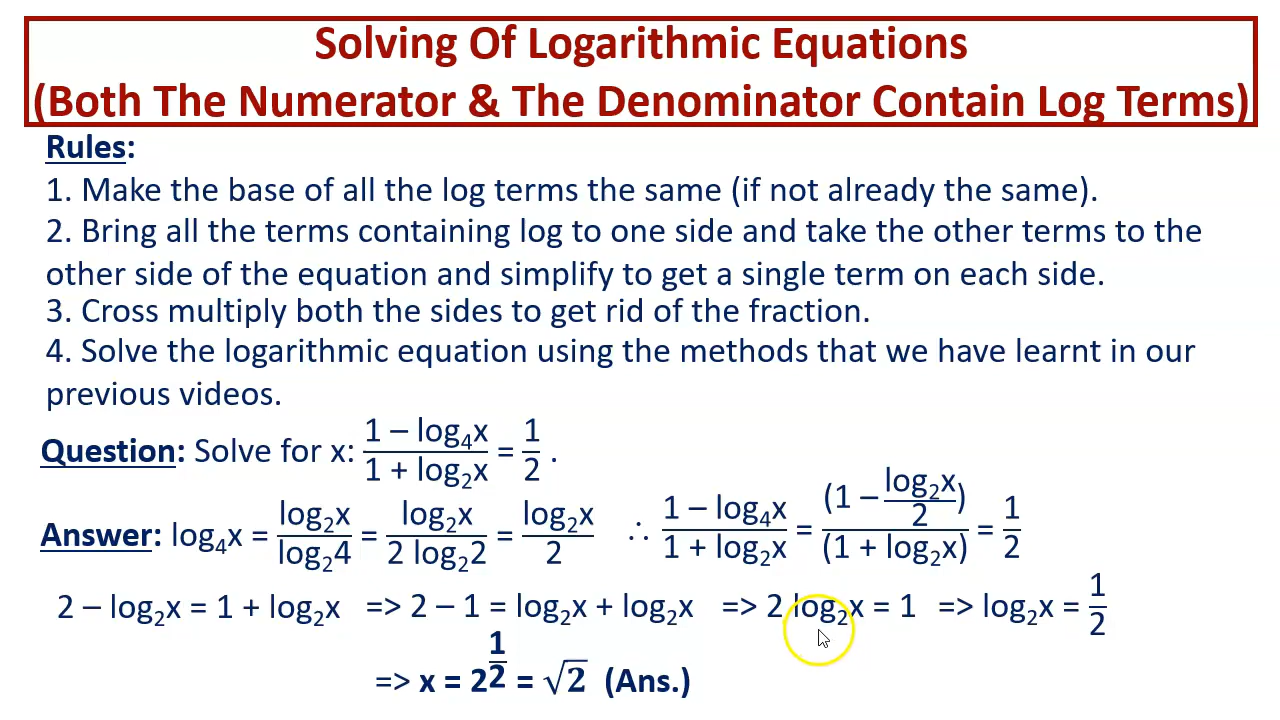 Solving Of Logarithmic Equations
(Both The Numerator & The Denominator Contain Log Terms)
Rules:
1. Make the base of all the log terms the same (if not already the same).
2. Bring all the terms containing log to one side and take the other terms to the
other side of the equation and simplify to get a single term on each side.
3. Cross multiply both the sides to get rid of the fraction.
4. Solve the logarithmic equation using the methods that we have learnt in our
previous videos.
Question: Solve for x: (1 – log₄x)/(1 + log₂x) = 1/2 .
Answer: log₄x = log₂x/log₂4 = log₂x/(2 log₂2) = log₂x/2 ∴ (1 – log₄x)/(1 + log₂x) = (1 – log₂x/2)/(1 + log₂x) = 1/2
2 – log₂x = 1 + log₂x => 2 – 1 = log₂x + log₂x => 2 log₂x = 1 => log₂x = 1/2
=> x = 2^(1/2) = √2 (Ans.)